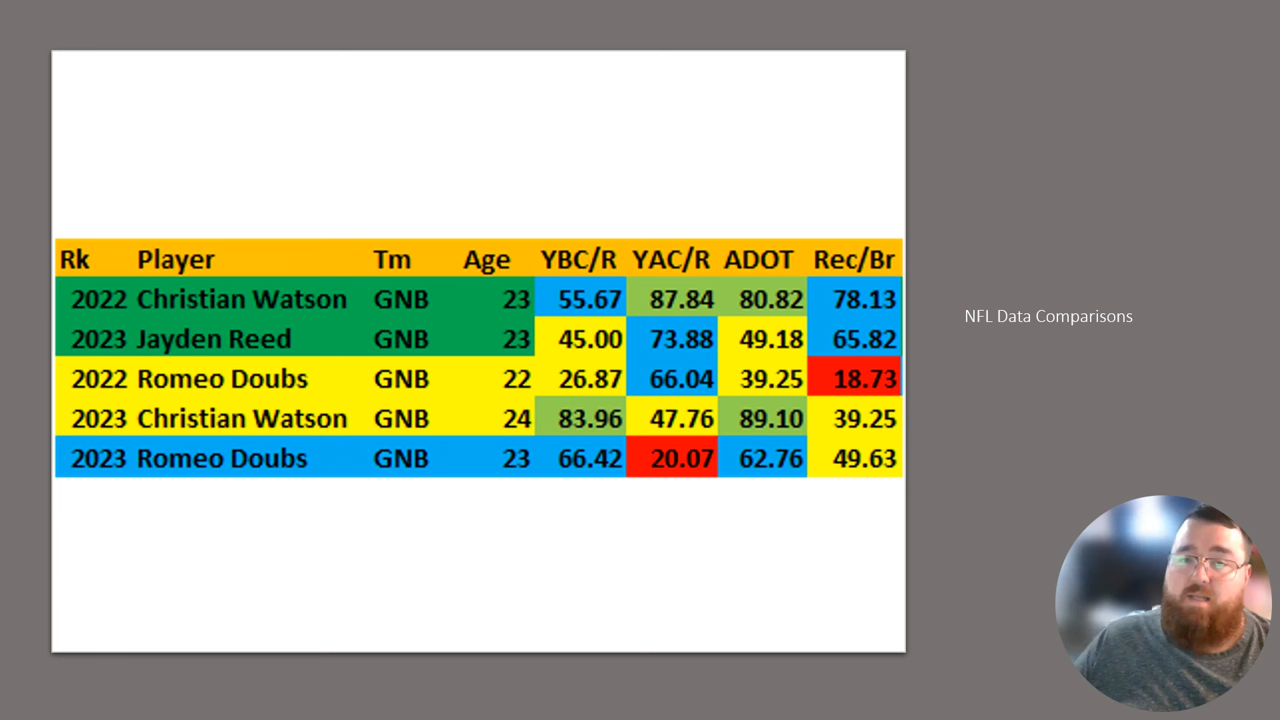 Rk Player Tm Age YBC/R YAC/R ADOT Rec/Br
2022 Christian Watson GNB 23 55.67 87.84 80.82 78.13
2023 Jayden Reed GNB 23 45.00 73.88 49.18 65.82
2022 Romeo Doubs GNB 22 26.87 66.04 39.25 18.73
2023 Christian Watson GNB 24 83.96 47.76 89.10 39.25
2023 Romeo Doubs GNB 23 66.42 20.07 62.76 49.63
NFL Data Comparisons